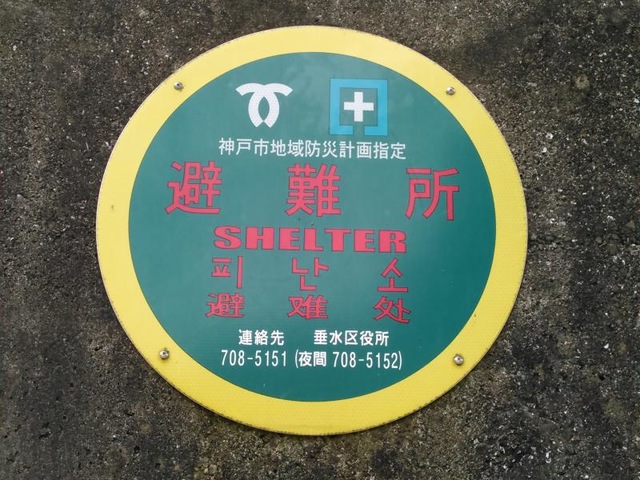 神戸市地域防災計画指定
避難所
SHELTER
피난소
避难处
連絡先 垂水区役所
708-5151 (夜間 708-5152)